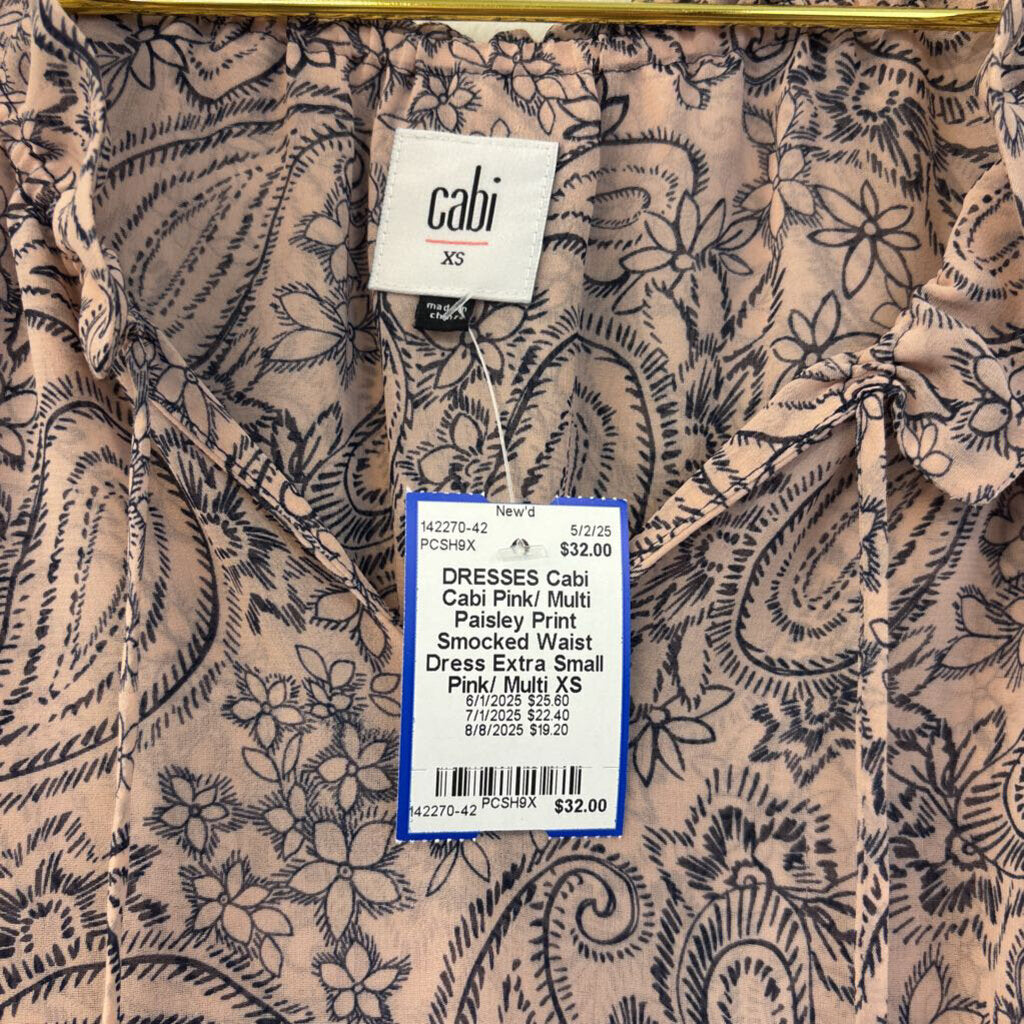 cabi
XS
made in
New'd
142270-42 5/2/25
PCSH9X $32.00
DRESSES Cabi
Cabi Pink/ Multi
Paisley Print
Smocked Waist
Dress Extra Small
Pink/ Multi XS
6/1/2025 $25.60
7/1/2025 $22.40
8/8/2025 $19.20
142270-42 PCSH9X $32.00